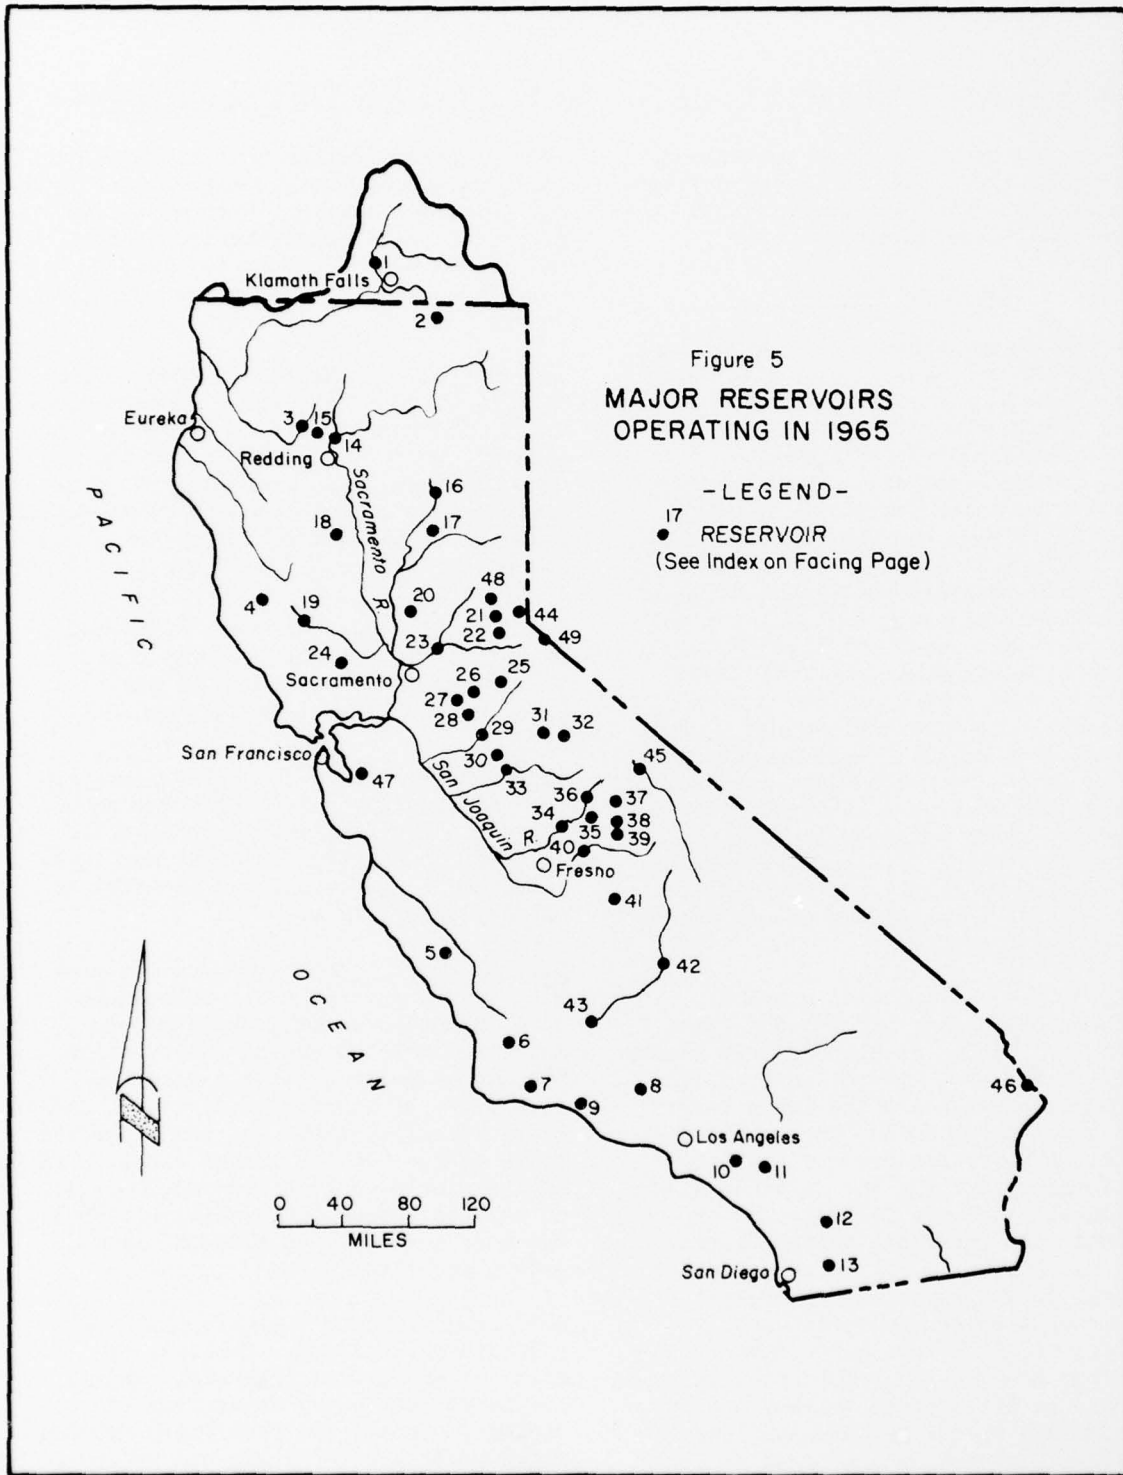 Figure 5
MAJOR RESERVOIRS
OPERATING IN 1965
-LEGEND-
17
RESERVOIR
(See Index on Facing Page)
1
Klamath Falls
2
Eureka
3
15
14
Redding
Sacramento R.
16
17
18
PACIFIC
4
19
20
48
21
44
22
49
23
24
Sacramento
25
26
27
28
29
31
32
San Francisco
30
47
33
45
San Joaquin R.
36
37
34
35
38
39
40
Fresno
41
5
42
OCEAN
43
6
7
8
9
46
N
Los Angeles
10
11
0 40 80 120
MILES
12
San Diego
13